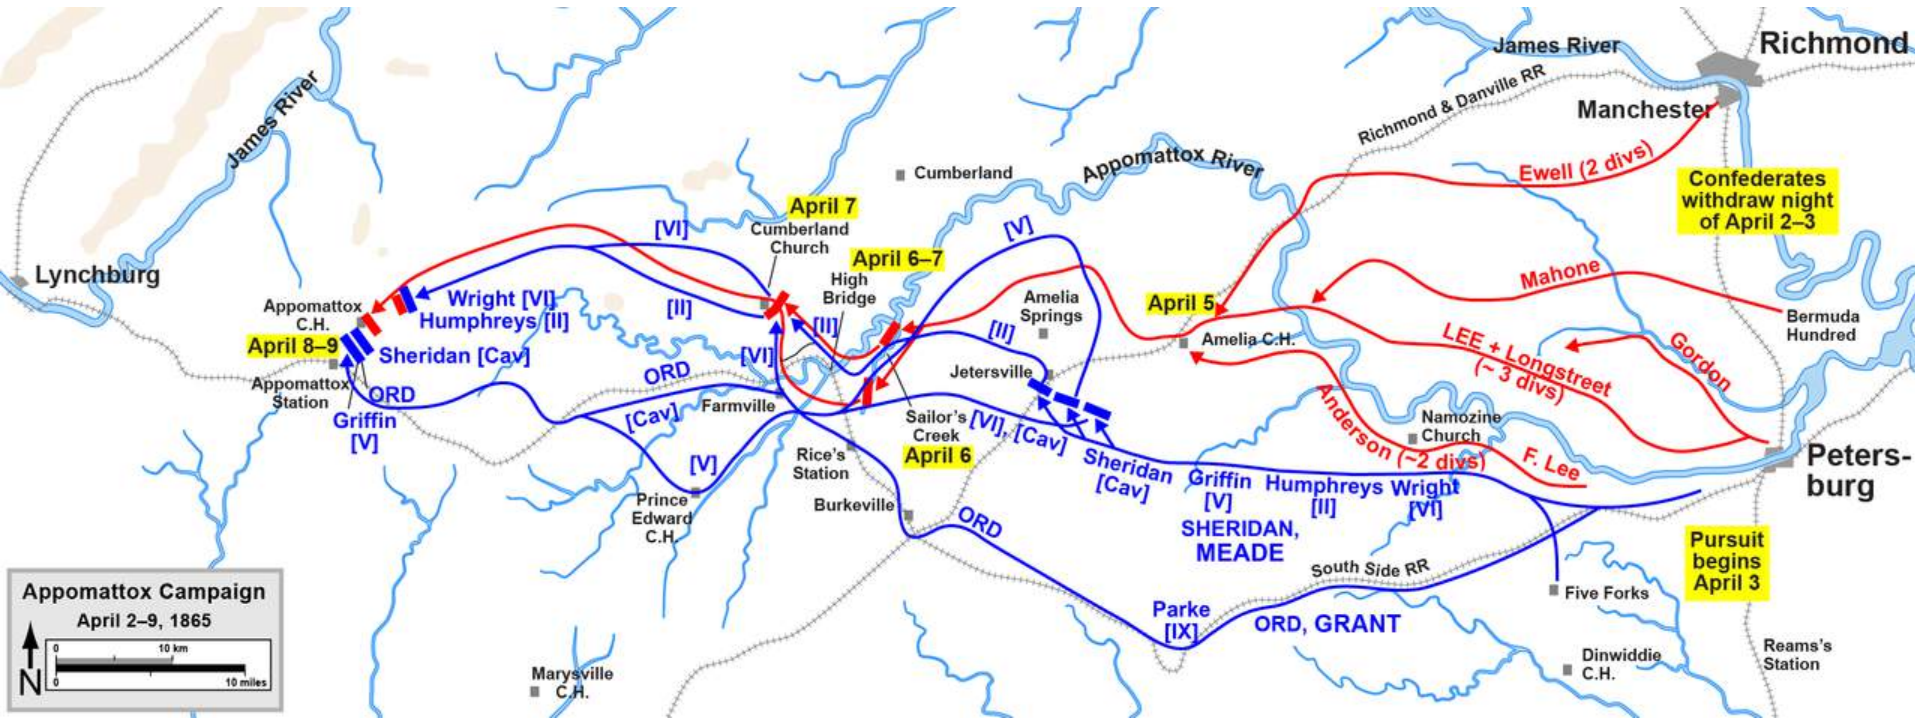 James River
Richmond
Manchester
Richmond & Danville RR
James River
Ewell (2 divs)
Confederates
withdraw night
of April 2–3
Appomattox River
Cumberland
April 7
Cumberland
Church
[VI]
[V]
April 6–7
High
Bridge
Lynchburg
Appomattox
C.H.
April 8–9
Wright [VI]
Humphreys [II]
[II]
[II]
Sheridan [Cav]
Amelia
Springs
[II]
April 5
Amelia C.H.
Mahone
Bermuda
Hundred
LEE + Longstreet
(~ 3 divs)
Gordon
Appomattox
Station
ORD
Griffin
[V]
ORD
[VI]
[Cav]
Farmville
Jetersville
Sailor's
Creek
April 6
[VI], [Cav]
Anderson (~2 divs)
Namozine
Church
F. Lee
Peters-
burg
[V]
Rice's
Station
Prince
Edward
C.H.
Burkeville
ORD
Sheridan
[Cav]
Griffin
[V]
Humphreys
[II]
Wright
[VI]
SHERIDAN,
MEADE
South Side RR
Pursuit
begins
April 3
Five Forks
Parke
[IX]
ORD, GRANT
Dinwiddie
C.H.
Reams's
Station
Marysville
C.H.
Appomattox Campaign
April 2–9, 1865
0
10 km
0
10 miles
N